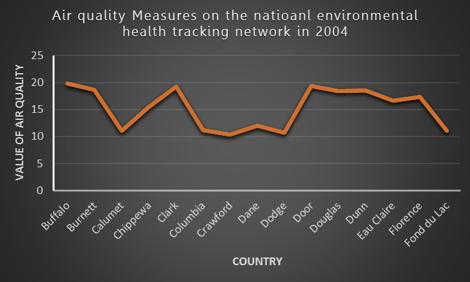 Air quality Measures on the natioanl environmental
health tracking network in 2004
VALUE OF AIR QUALITY
25
20
15
10
5
0
Buffalo
Burnett
Calumet
Chippewa
Clark
Columbia
Crawford
Dane
Dodge
Door
Douglas
Dunn
Eau Claire
Florence
Fond du Lac
COUNTRY